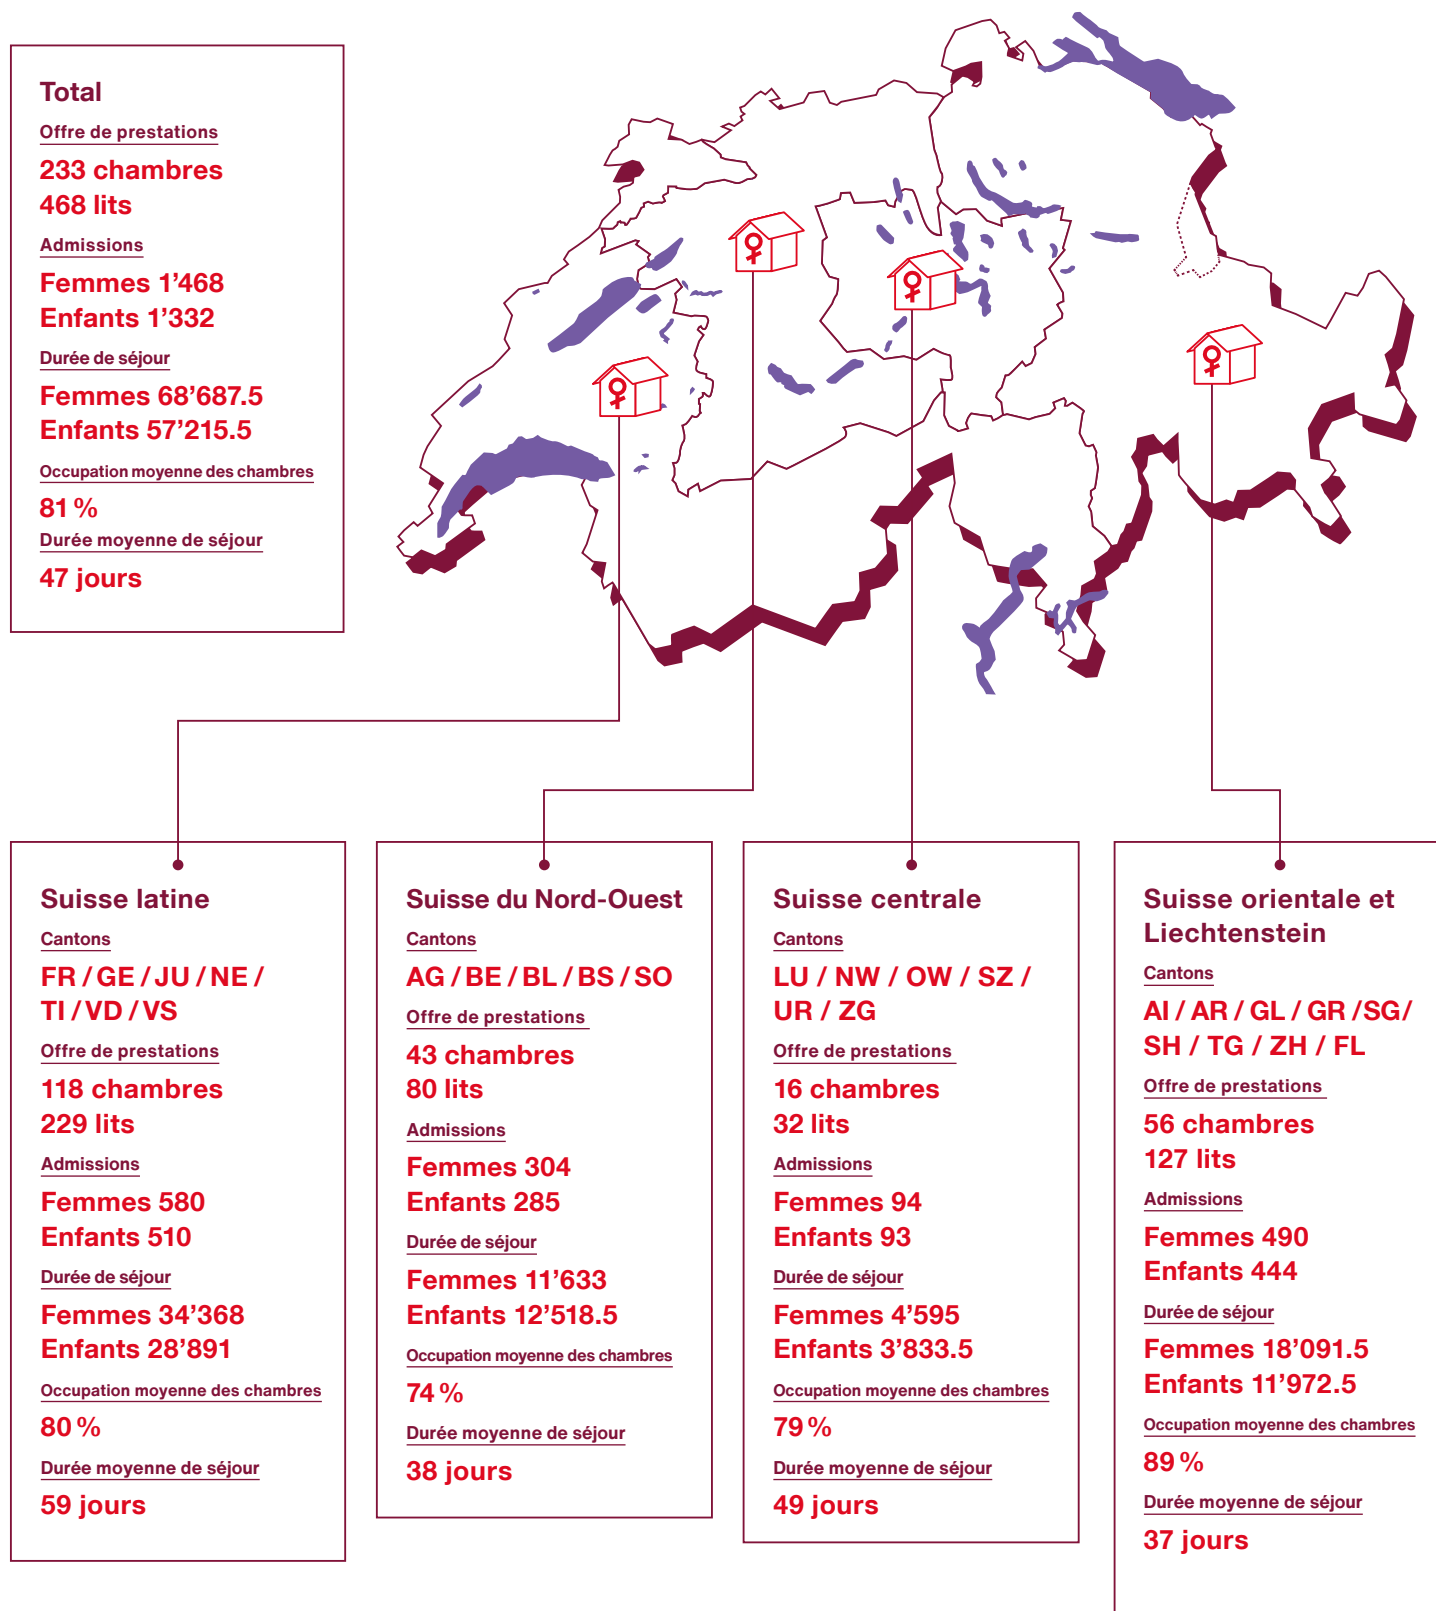 Total
Offre de prestations
233 chambres
468 lits
Admissions
Femmes 1’468
Enfants 1’332
Durée de séjour
Femmes 68’687.5
Enfants 57’215.5
Occupation moyenne des chambres
81 %
Durée moyenne de séjour
47 jours
Suisse latine
Cantons
FR / GE / JU / NE /
TI / VD / VS
Offre de prestations
118 chambres
229 lits
Admissions
Femmes 580
Enfants 510
Durée de séjour
Femmes 34’368
Enfants 28’891
Occupation moyenne des chambres
80 %
Durée moyenne de séjour
59 jours
Suisse du Nord-Ouest
Cantons
AG / BE / BL / BS / SO
Offre de prestations
43 chambres
80 lits
Admissions
Femmes 304
Enfants 285
Durée de séjour
Femmes 11’633
Enfants 12’518.5
Occupation moyenne des chambres
74 %
Durée moyenne de séjour
38 jours
Suisse centrale
Cantons
LU / NW / OW / SZ /
UR / ZG
Offre de prestations
16 chambres
32 lits
Admissions
Femmes 94
Enfants 93
Durée de séjour
Femmes 4’595
Enfants 3’833.5
Occupation moyenne des chambres
79 %
Durée moyenne de séjour
49 jours
Suisse orientale et
Liechtenstein
Cantons
AI / AR / GL / GR /SG/
SH / TG / ZH / FL
Offre de prestations
56 chambres
127 lits
Admissions
Femmes 490
Enfants 444
Durée de séjour
Femmes 18’091.5
Enfants 11’972.5
Occupation moyenne des chambres
89 %
Durée moyenne de séjour
37 jours